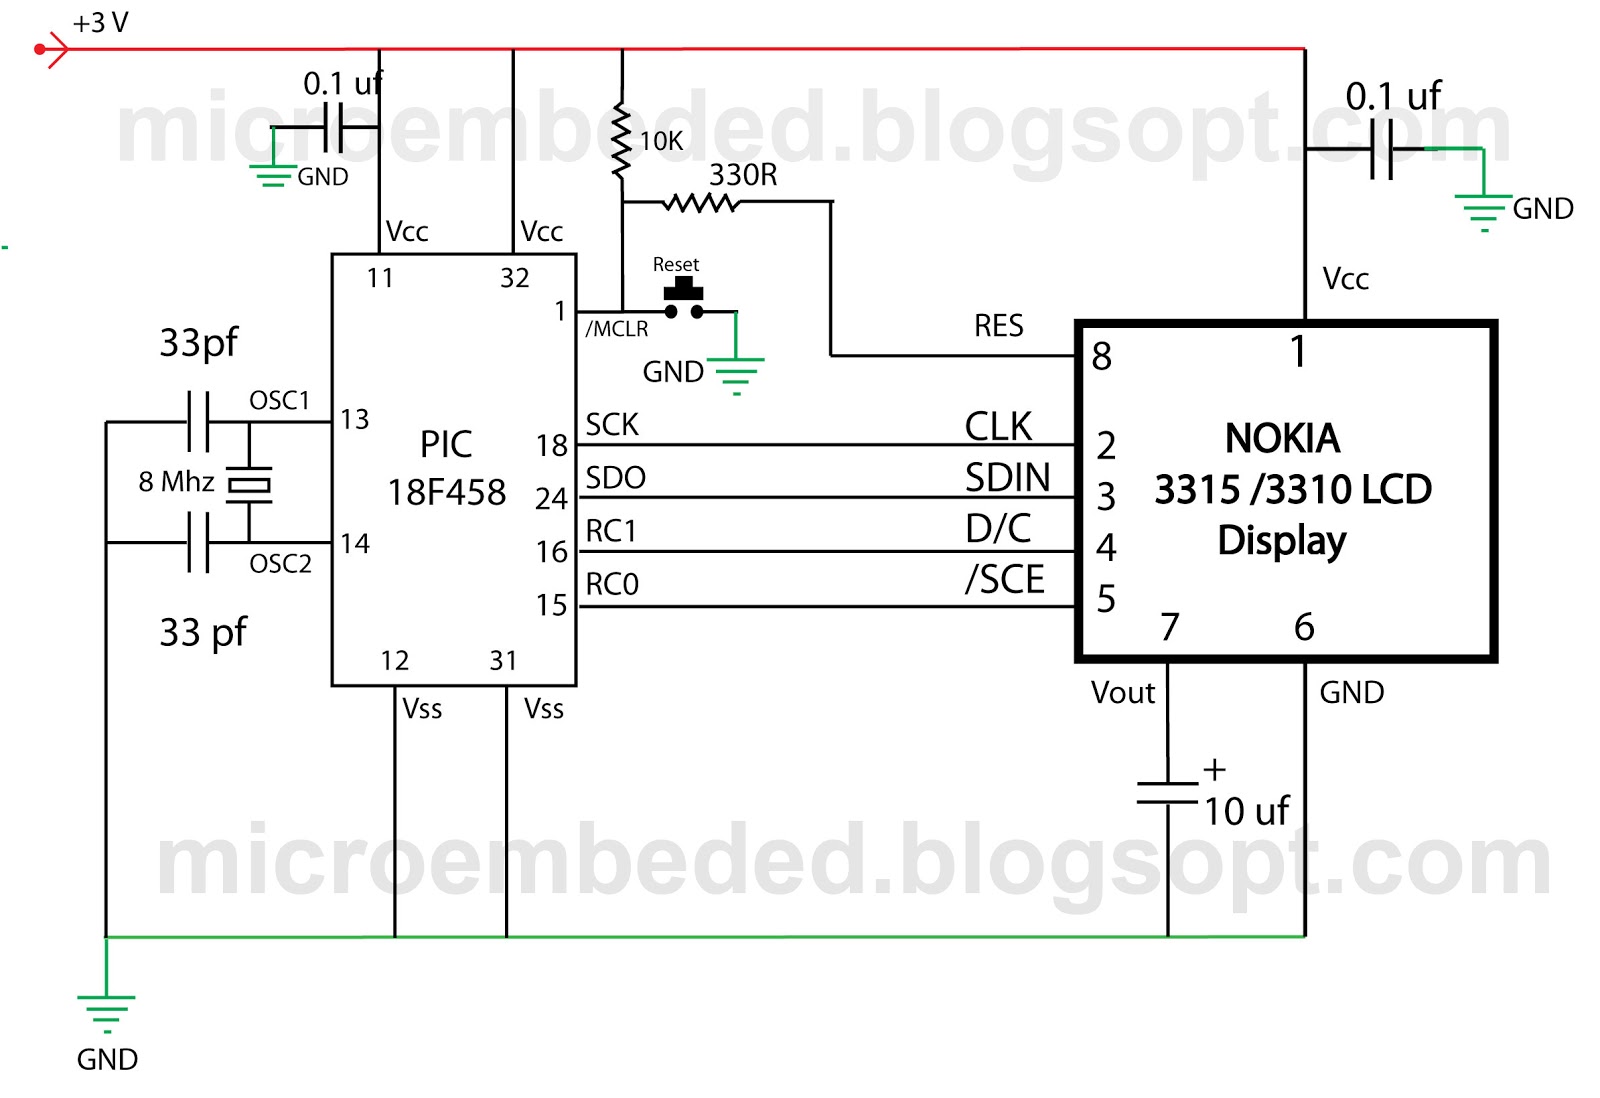 +3 V
0.1 uf
0.1 uf
microembeded.blogsopt.com
10K
GND
330R
GND
Vcc
Vcc
Reset
11
32
Vcc
1
/MCLR
RES
33pf
GND
8
1
OSC1
13
SCK
CLK
PIC
18
2
NOKIA
8 Mhz
18F458
SDO
SDIN
24
3
3315 /3310 LCD
RC1
D/C
14
16
4
Display
OSC2
RC0
/SCE
15
5
33 pf
7
6
12
31
Vss
Vss
Vout
GND
+
10 uf
microembeded.blogsopt.com
GND